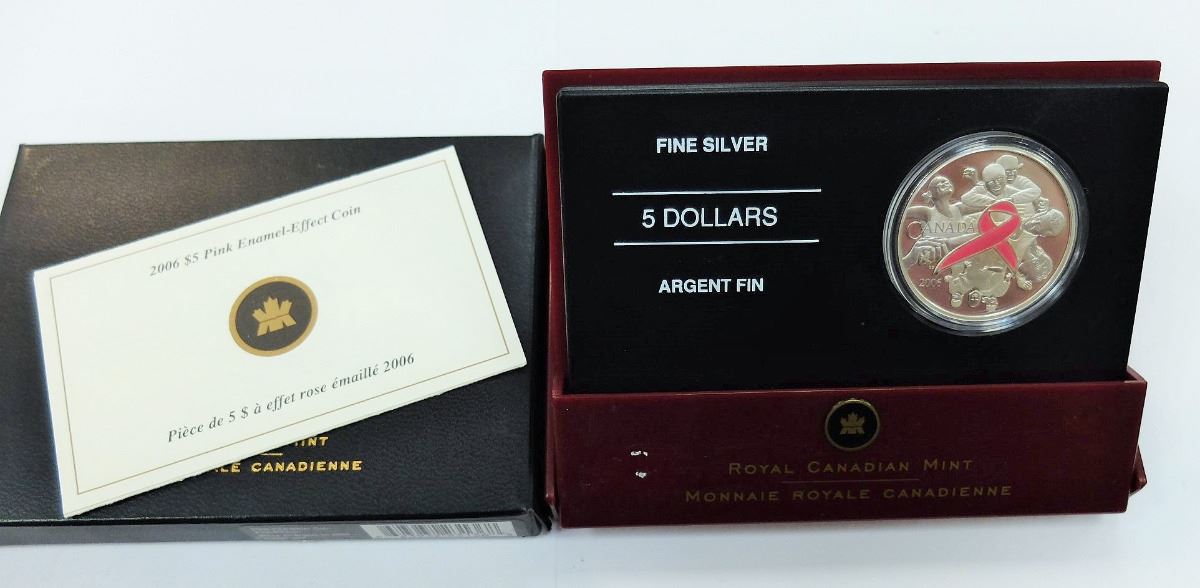 2006 $5 Pink Enamel-Effect Coin
Pièce de 5 $ à effet rose émaillé 2006
MINT
CANADIENNE
FINE SILVER
5 DOLLARS
ARGENT FIN
CANADA
2006
ROYAL CANADIAN MINT
MONNAIE ROYALE CANADIENNE